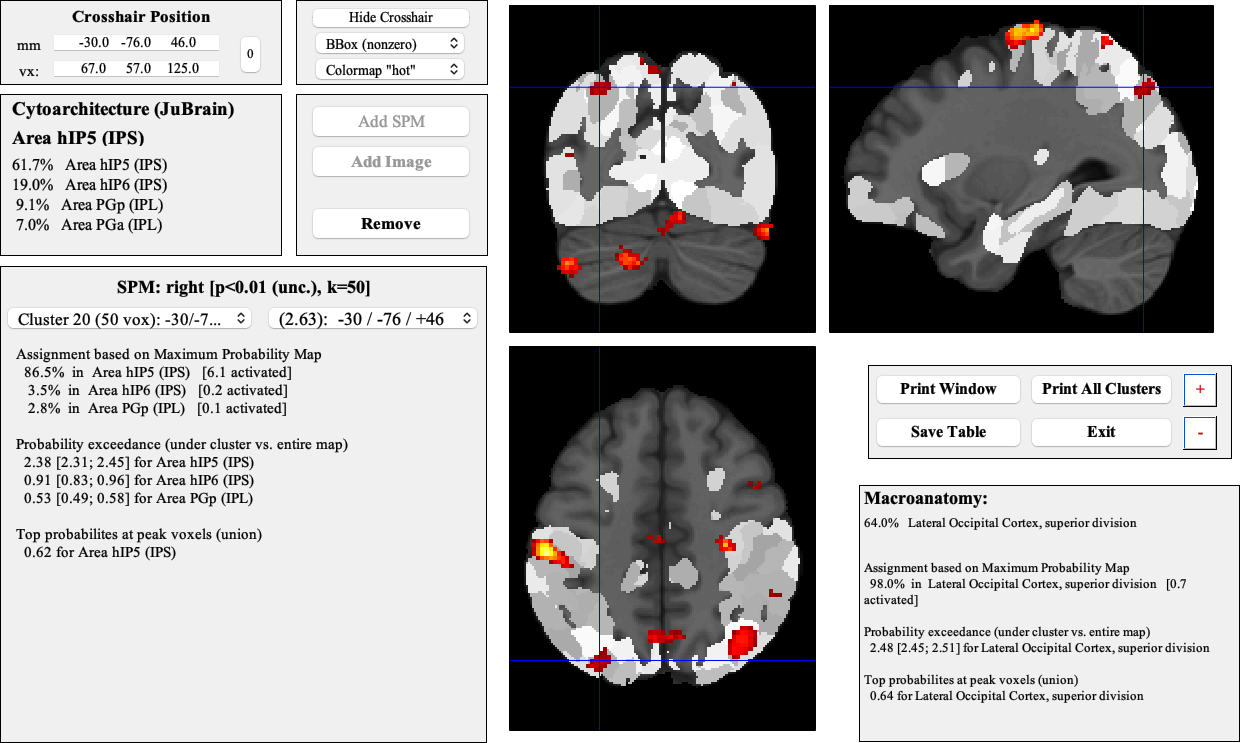 Crosshair Position
mm -30.0 -76.0 46.0
vx: 67.0 57.0 125.0
0
Hide Crosshair
BBox (nonzero)
Colormap "hot"
Cytoarchitecture (JuBrain)
Area hIP5 (IPS)
61.7% Area hIP5 (IPS)
19.0% Area hIP6 (IPS)
9.1% Area PGp (IPL)
7.0% Area PGa (IPL)
Add SPM
Add Image
Remove
SPM: right [p<0.01 (unc.), k=50]
Cluster 20 (50 vox): -30/-7... (2.63): -30 / -76 / +46
Assignment based on Maximum Probability Map
86.5% in Area hIP5 (IPS) [6.1 activated]
3.5% in Area hIP6 (IPS) [0.2 activated]
2.8% in Area PGp (IPL) [0.1 activated]
Probability exceedance (under cluster vs. entire map)
2.38 [2.31; 2.45] for Area hIP5 (IPS)
0.91 [0.83; 0.96] for Area hIP6 (IPS)
0.53 [0.49; 0.58] for Area PGp (IPL)
Top probabilites at peak voxels (union)
0.62 for Area hIP5 (IPS)
Print Window Print All Clusters +
Save Table Exit -
Macroanatomy:
64.0% Lateral Occipital Cortex, superior division
Assignment based on Maximum Probability Map
98.0% in Lateral Occipital Cortex, superior division [0.7
activated]
Probability exceedance (under cluster vs. entire map)
2.48 [2.45; 2.51] for Lateral Occipital Cortex, superior division
Top probabilites at peak voxels (union)
0.64 for Lateral Occipital Cortex, superior division